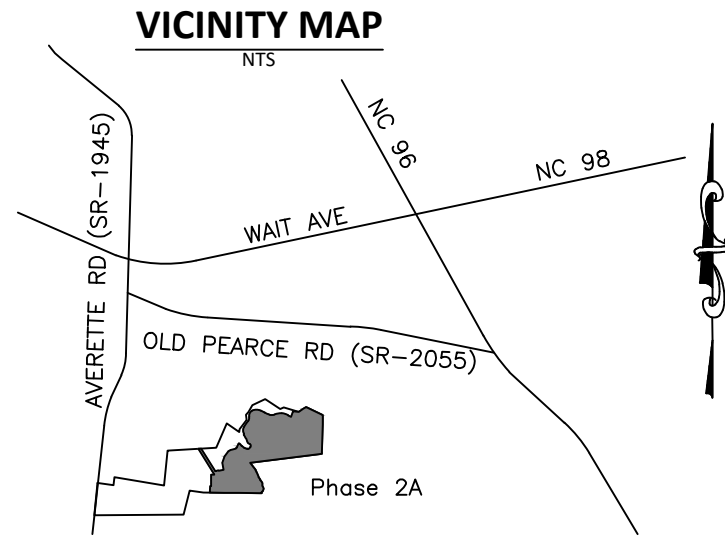 VICINITY MAP
NTS
NC 96
NC 98
AVERETTE RD (SR-1945)
WAIT AVE
OLD PEARCE RD (SR-2055)
Phase 2A